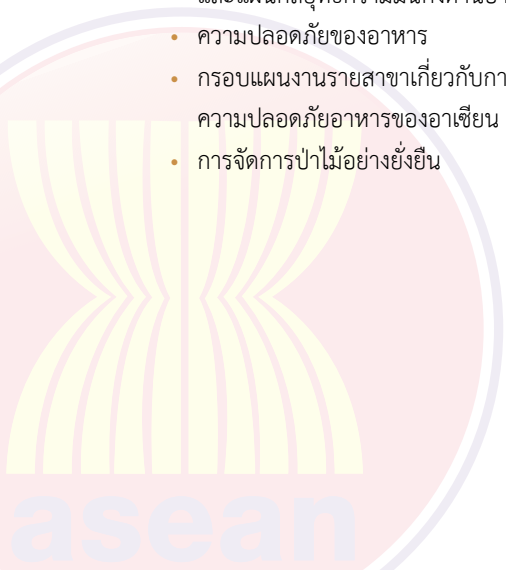 • ความปลอดภัยของอาหาร
• กรอบแผนงานรายสาขาเกี่ยวกับกา
ความปลอดภัยอาหารของอาเซียน
• การจัดการป่าไม้อย่างยั่งยืน
asean